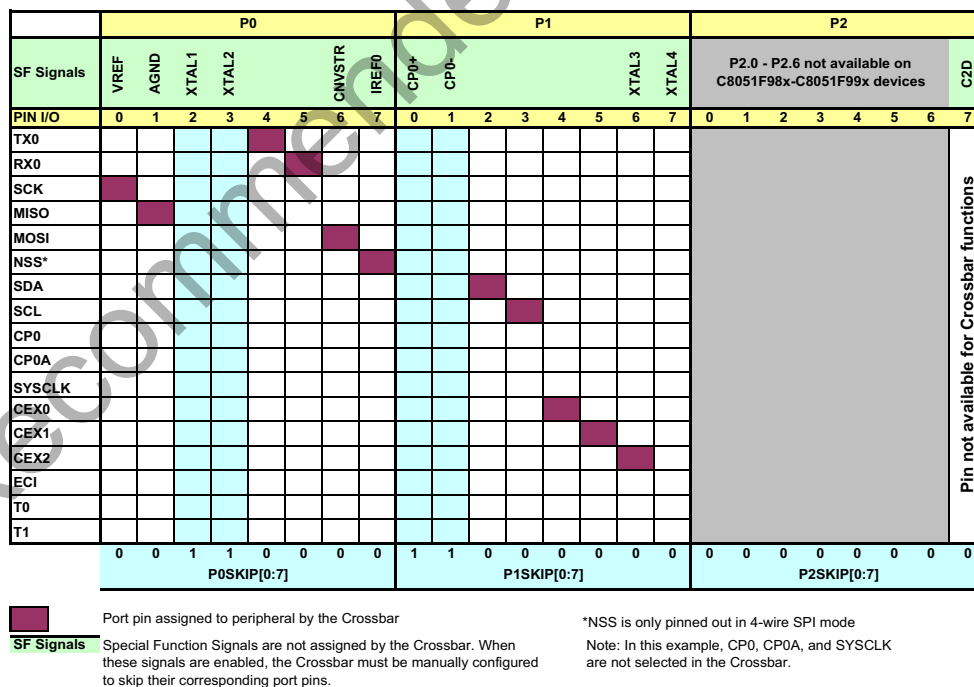 P0 P1 P2
SF Signals VREF AGND XTAL1 XTAL2 CNVSTR IREF0 CP0+ CP0- XTAL3 XTAL4 P2.0 - P2.6 not available on C8051F98x-C8051F99x devices C2D
PIN I/O 0 1 2 3 4 5 6 7 0 1 2 3 4 5 6 7 0 1 2 3 4 5 6 7
TX0
RX0
SCK
MISO
MOSI
NSS*
SDA
SCL
CP0
CP0A
SYSCLK
CEX0
CEX1
CEX2
ECI
T0
T1
Pin not available for Crossbar functions
0 0 1 1 0 0 0 0 1 1 0 0 0 0 0 0 0 0 0 0 0 0 0 0
P0SKIP[0:7] P1SKIP[0:7] P2SKIP[0:7]
Port pin assigned to peripheral by the Crossbar
SF Signals Special Function Signals are not assigned by the Crossbar. When
these signals are enabled, the Crossbar must be manually configured
to skip their corresponding port pins.
*NSS is only pinned out in 4-wire SPI mode
Note: In this example, CP0, CP0A, and SYSCLK
are not selected in the Crossbar.